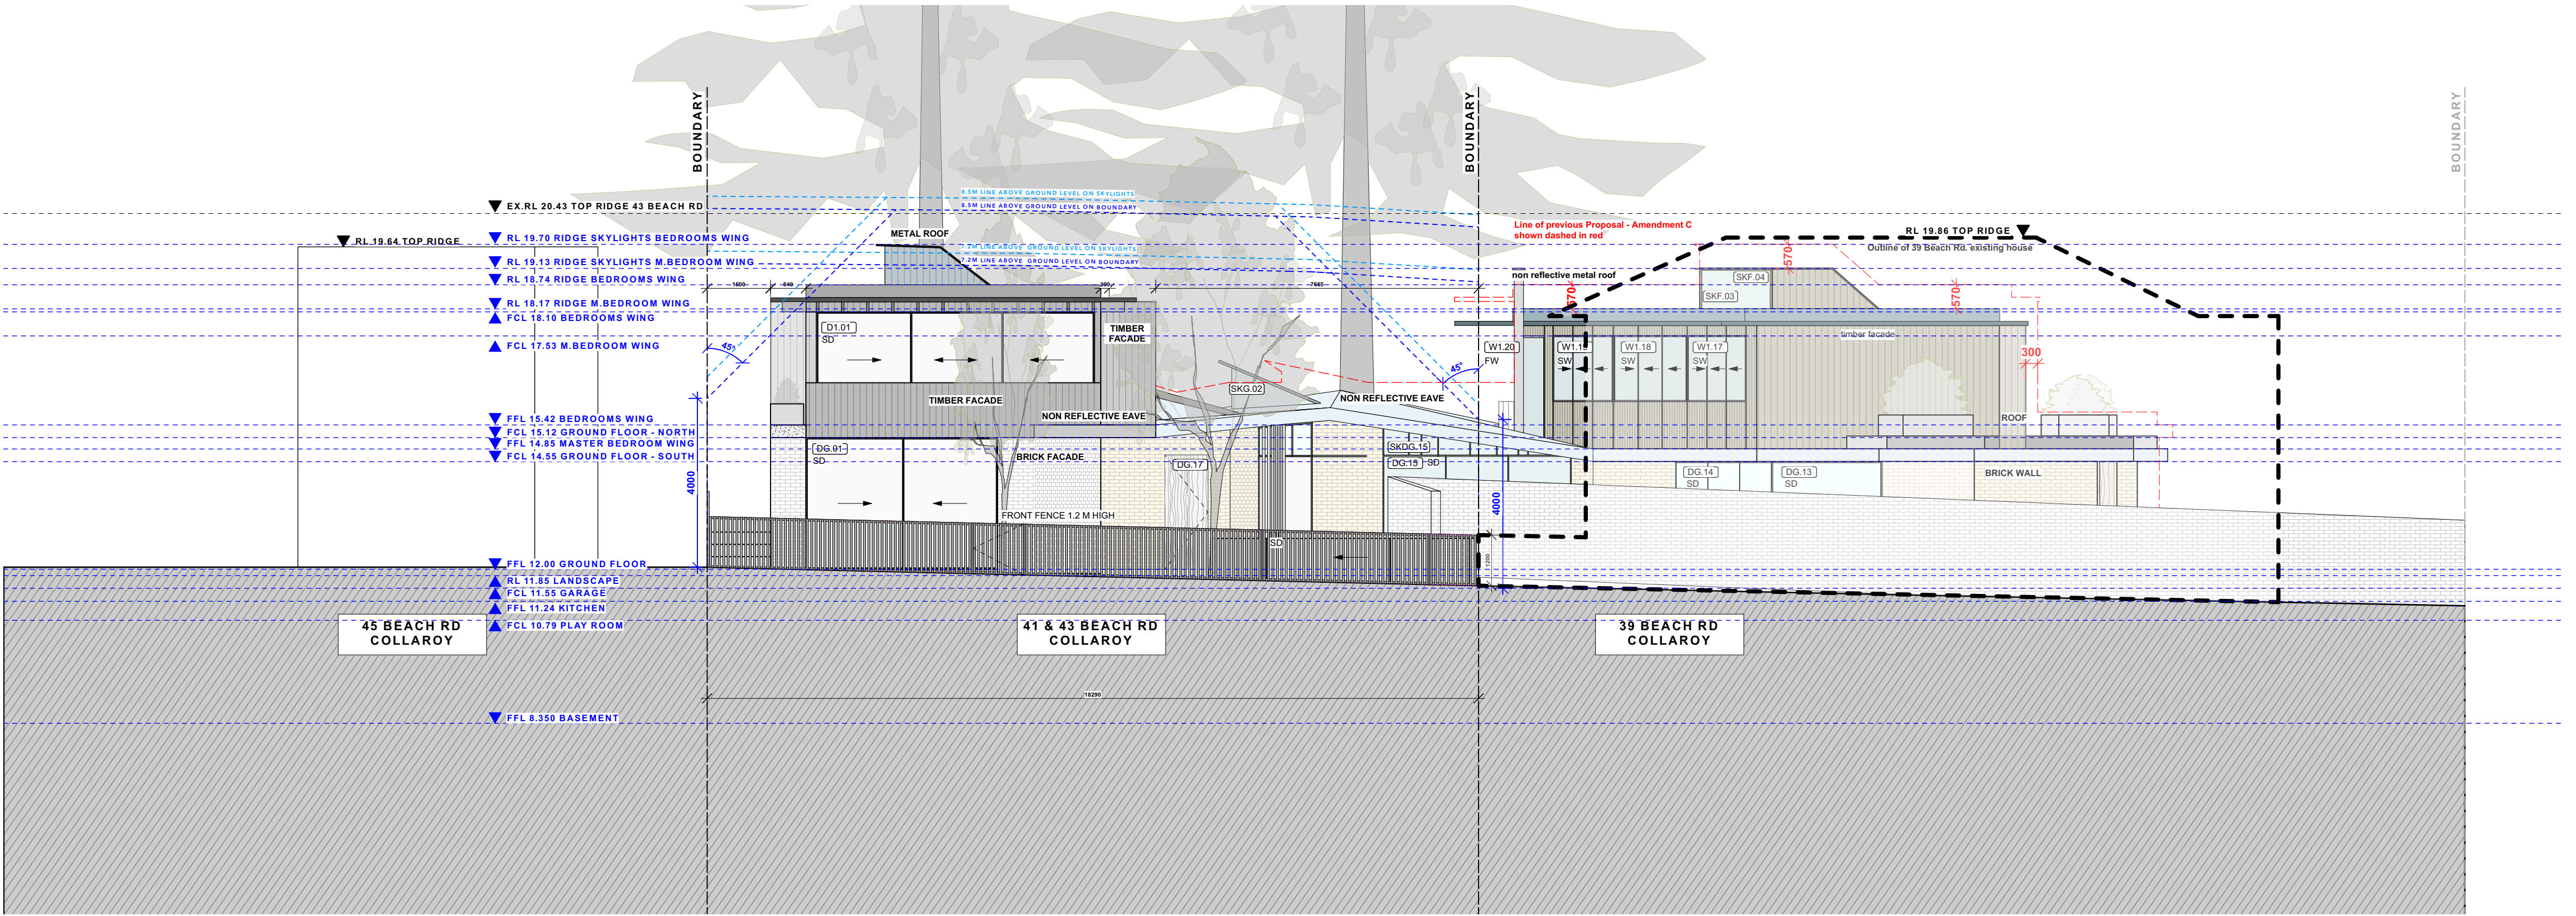 BOUNDARY
BOUNDARY
BOUNDARY
8.5M LINE ABOVE GROUND LEVEL ON SKYLIGHTS
8.5M LINE ABOVE GROUND LEVEL ON BOUNDARY
EX.RL 20.43 TOP RIDGE 43 BEACH RD
RL 19.64 TOP RIDGE
RL 19.70 RIDGE SKYLIGHTS BEDROOMS WING
METAL ROOF
7.2M LINE ABOVE GROUND LEVEL ON SKYLIGHTS
7.2M LINE ABOVE GROUND LEVEL ON BOUNDARY
Line of previous Proposal - Amendment C
shown dashed in red
RL 19.86 TOP RIDGE
Outline of 39 Beach Rd. existing house
RL 19.13 RIDGE SKYLIGHTS M.BEDROOM WING
RL 18.74 RIDGE BEDROOMS WING
RL 18.17 RIDGE M.BEDROOM WING
FCL 18.10 BEDROOMS WING
FCL 17.53 M.BEDROOM WING
1500
840
200
7655
non reflective metal roof
570
570
570
SKF.04
SKF.03
D1.01
SD
TIMBER
FACADE
45°
45°
W1.20
FW
W1.19
SW
W1.18
SW
W1.17
SW
timber facade
300
SKG.02
TIMBER FACADE
NON REFLECTIVE EAVE
NON REFLECTIVE EAVE
FFL 15.42 BEDROOMS WING
FCL 15.12 GROUND FLOOR - NORTH
FFL 14.85 MASTER BEDROOM WING
FCL 14.55 GROUND FLOOR - SOUTH
ROOF
DG.01
SD
BRICK FACADE
DG.17
SKDG.15
DG.15 SD
DG.14
SD
DG.13
SD
BRICK WALL
4000
4000
FRONT FENCE 1.2 M HIGH
SD
1200
FFL 12.00 GROUND FLOOR
RL 11.85 LANDSCAPE
FCL 11.55 GARAGE
FFL 11.24 KITCHEN
FCL 10.79 PLAY ROOM
45 BEACH RD
COLLAROY
41 & 43 BEACH RD
COLLAROY
39 BEACH RD
COLLAROY
18290
FFL 8.350 BASEMENT